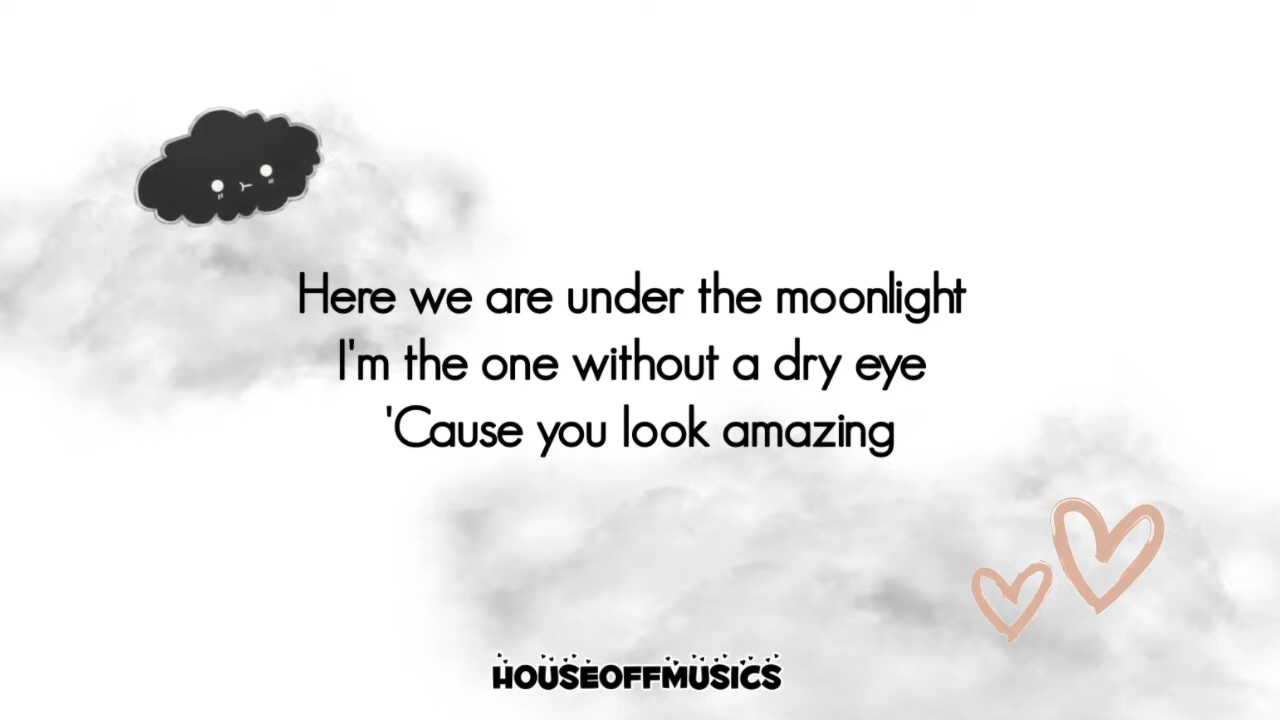 Here we are under the moonlight
I'm the one without a dry eye
'Cause you look amazing
HOUSEOFFMUSICS